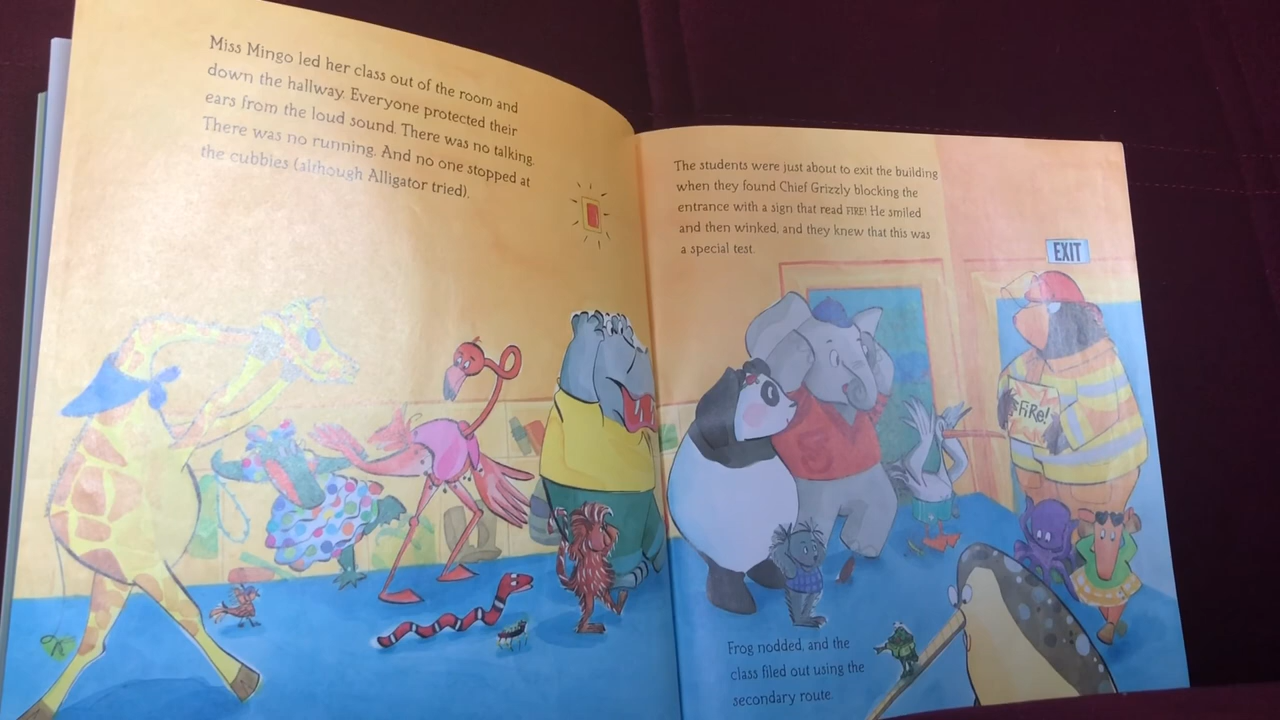 Miss Mingo led her class out of the room and
down the hallway. Everyone protected their
ears from the loud sound. There was no talking.
There was no running. And no one stopped at
the cubbies (although Alligator tried).
The students were just about to exit the building
when they found Chief Grizzly blocking the
entrance with a sign that read FIRE! He smiled
and then winked, and they knew that this was
a special test.
EXIT
FiRe!
S
Frog nodded, and the
class filed out using the
secondary route.